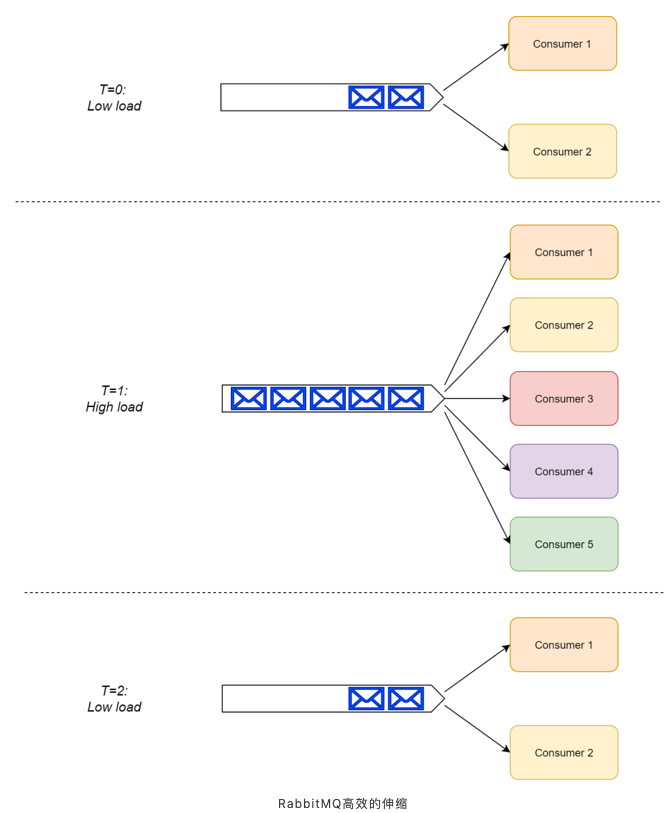 T=0:
Low load
Consumer 1
Consumer 2
T=1:
High load
Consumer 1
Consumer 2
Consumer 3
Consumer 4
Consumer 5
T=2:
Low load
Consumer 1
Consumer 2
RabbitMQ高效的伸缩